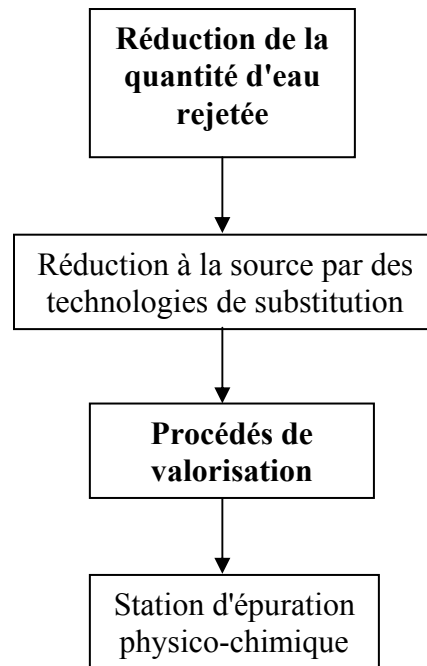 Réduction de la
quantité d'eau
rejetée
Réduction à la source par des
technologies de substitution
Procédés de
valorisation
Station d'épuration
physico-chimique